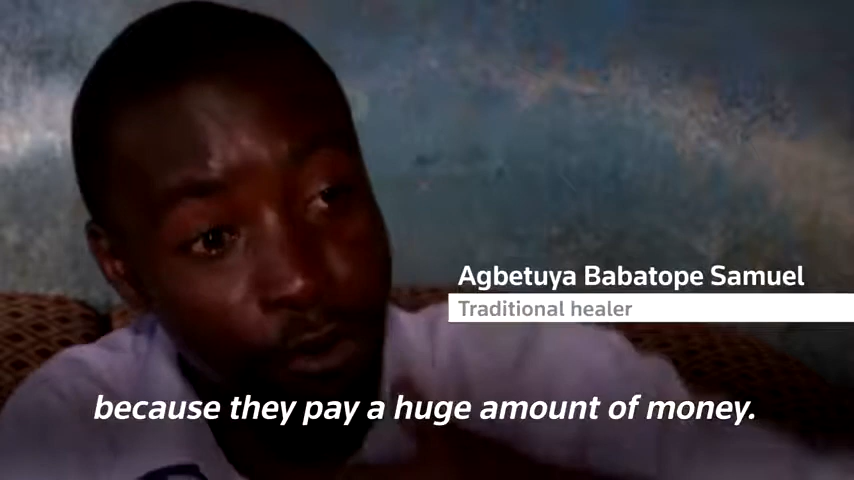 Agbetuya Babatope Samuel
Traditional healer
because they pay a huge amount of money.